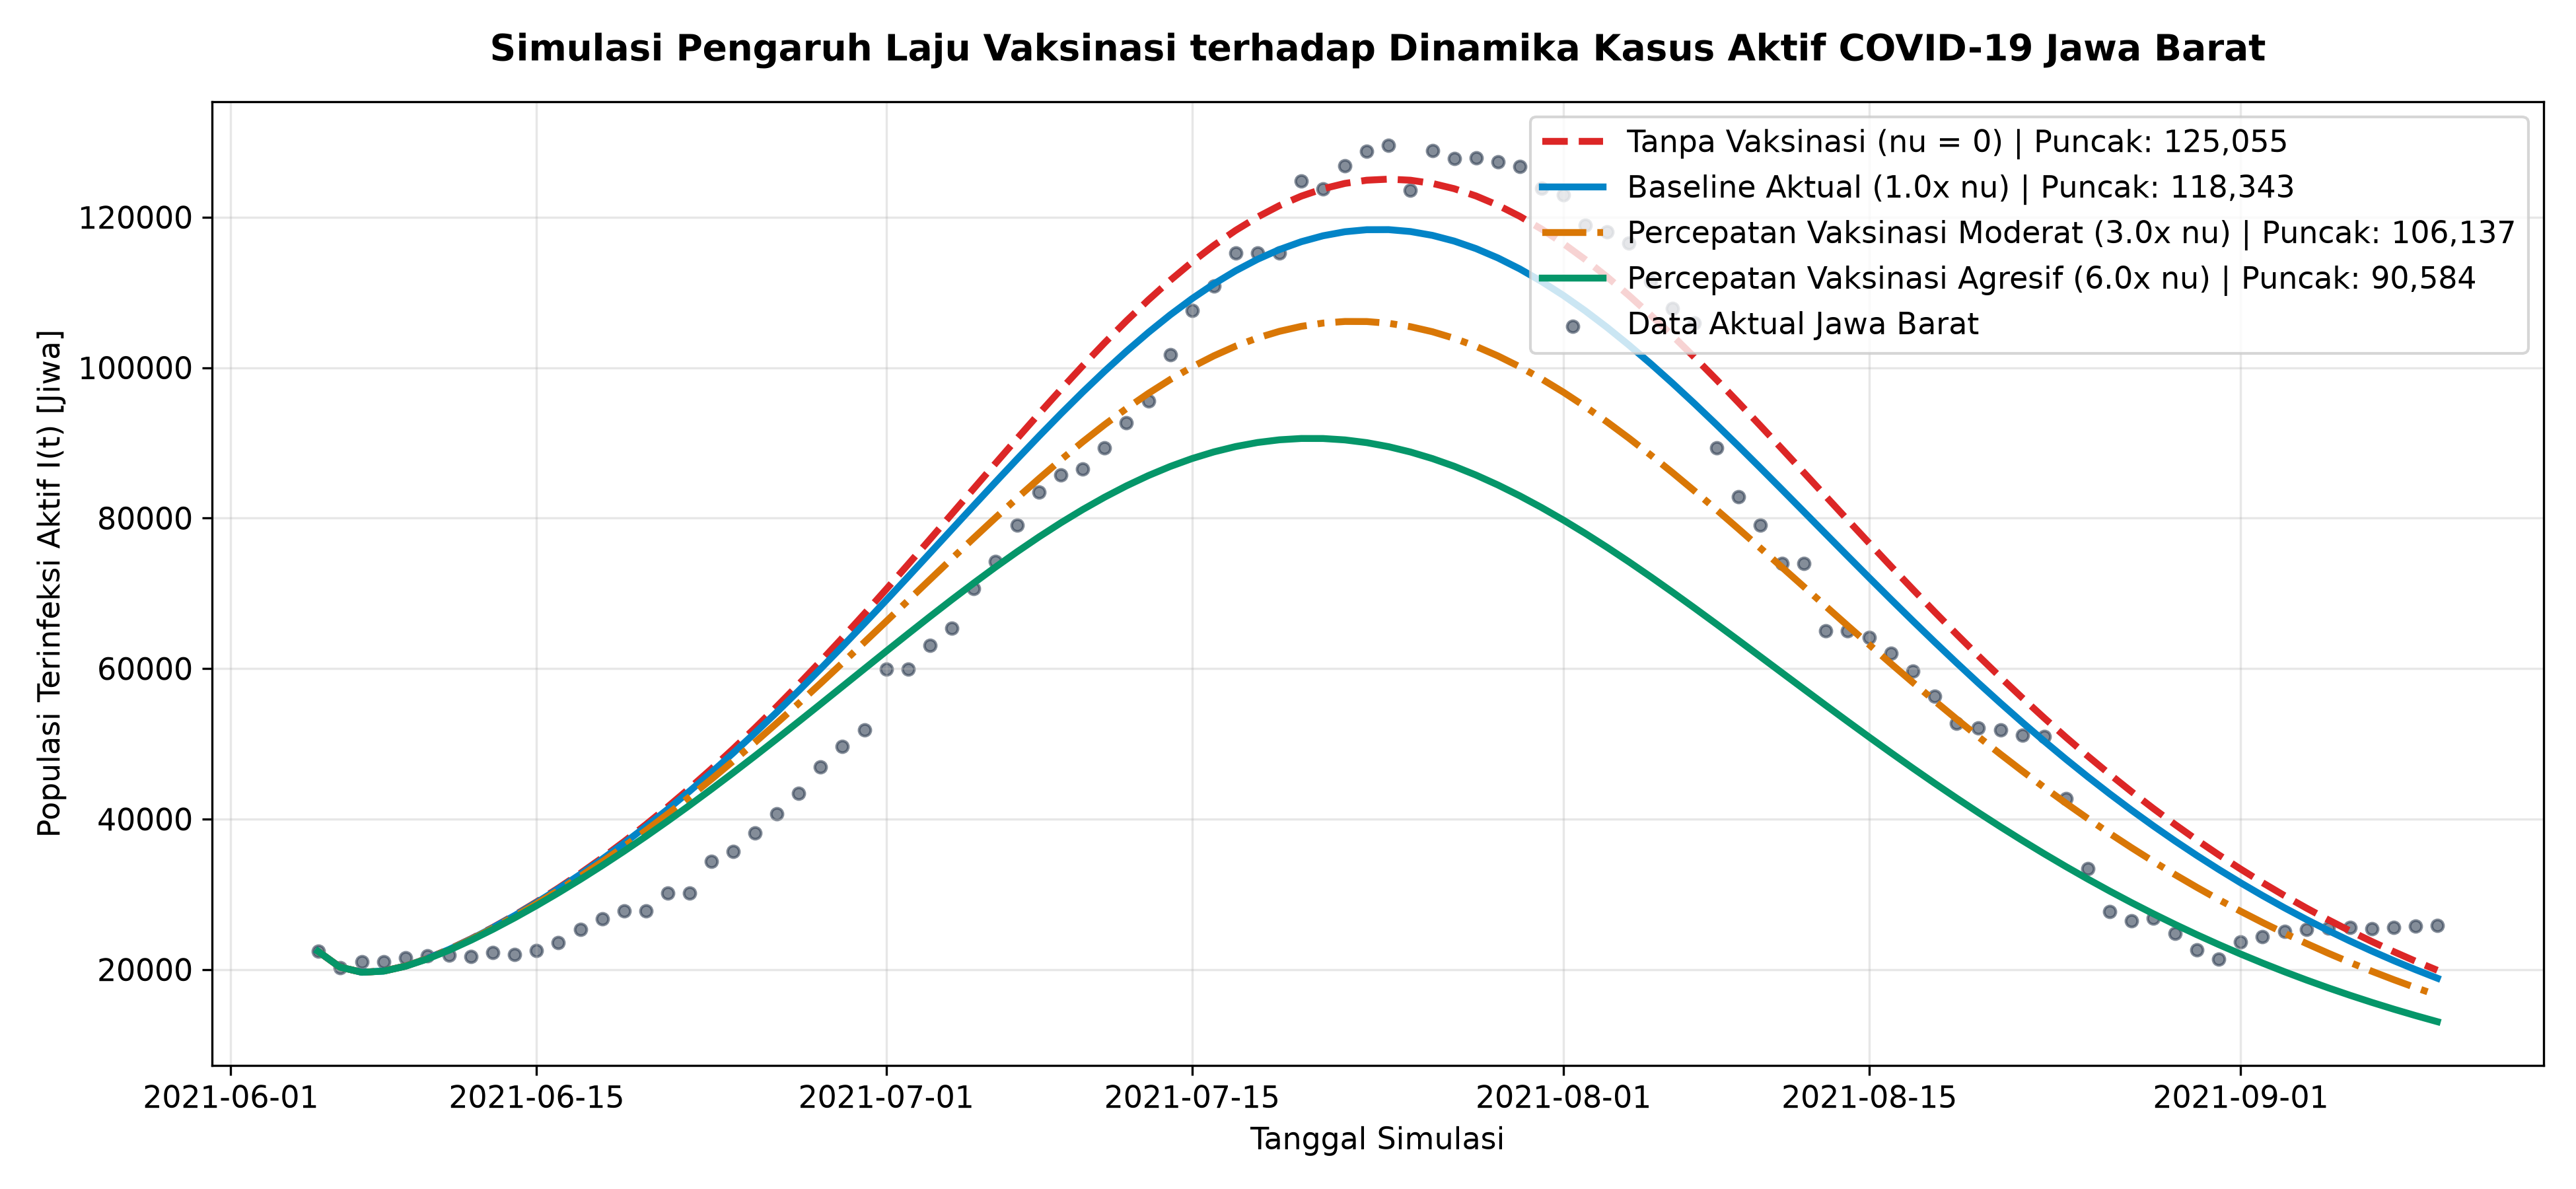 Simulasi Pengaruh Laju Vaksinasi terhadap Dinamika Kasus Aktif COVID-19 Jawa Barat
Tanpa Vaksinasi (nu = 0) | Puncak: 125,055
Baseline Aktual (1.0x nu) | Puncak: 118,343
Percepatan Vaksinasi Moderat (3.0x nu) | Puncak: 106,137
Percepatan Vaksinasi Agresif (6.0x nu) | Puncak: 90,584
Data Aktual Jawa Barat
Populasi Terinfeksi Aktif I(t) [Jiwa]
120000
100000
80000
60000
40000
20000
2021-06-01 2021-06-15 2021-07-01 2021-07-15 2021-08-01 2021-08-15 2021-09-01
Tanggal Simulasi